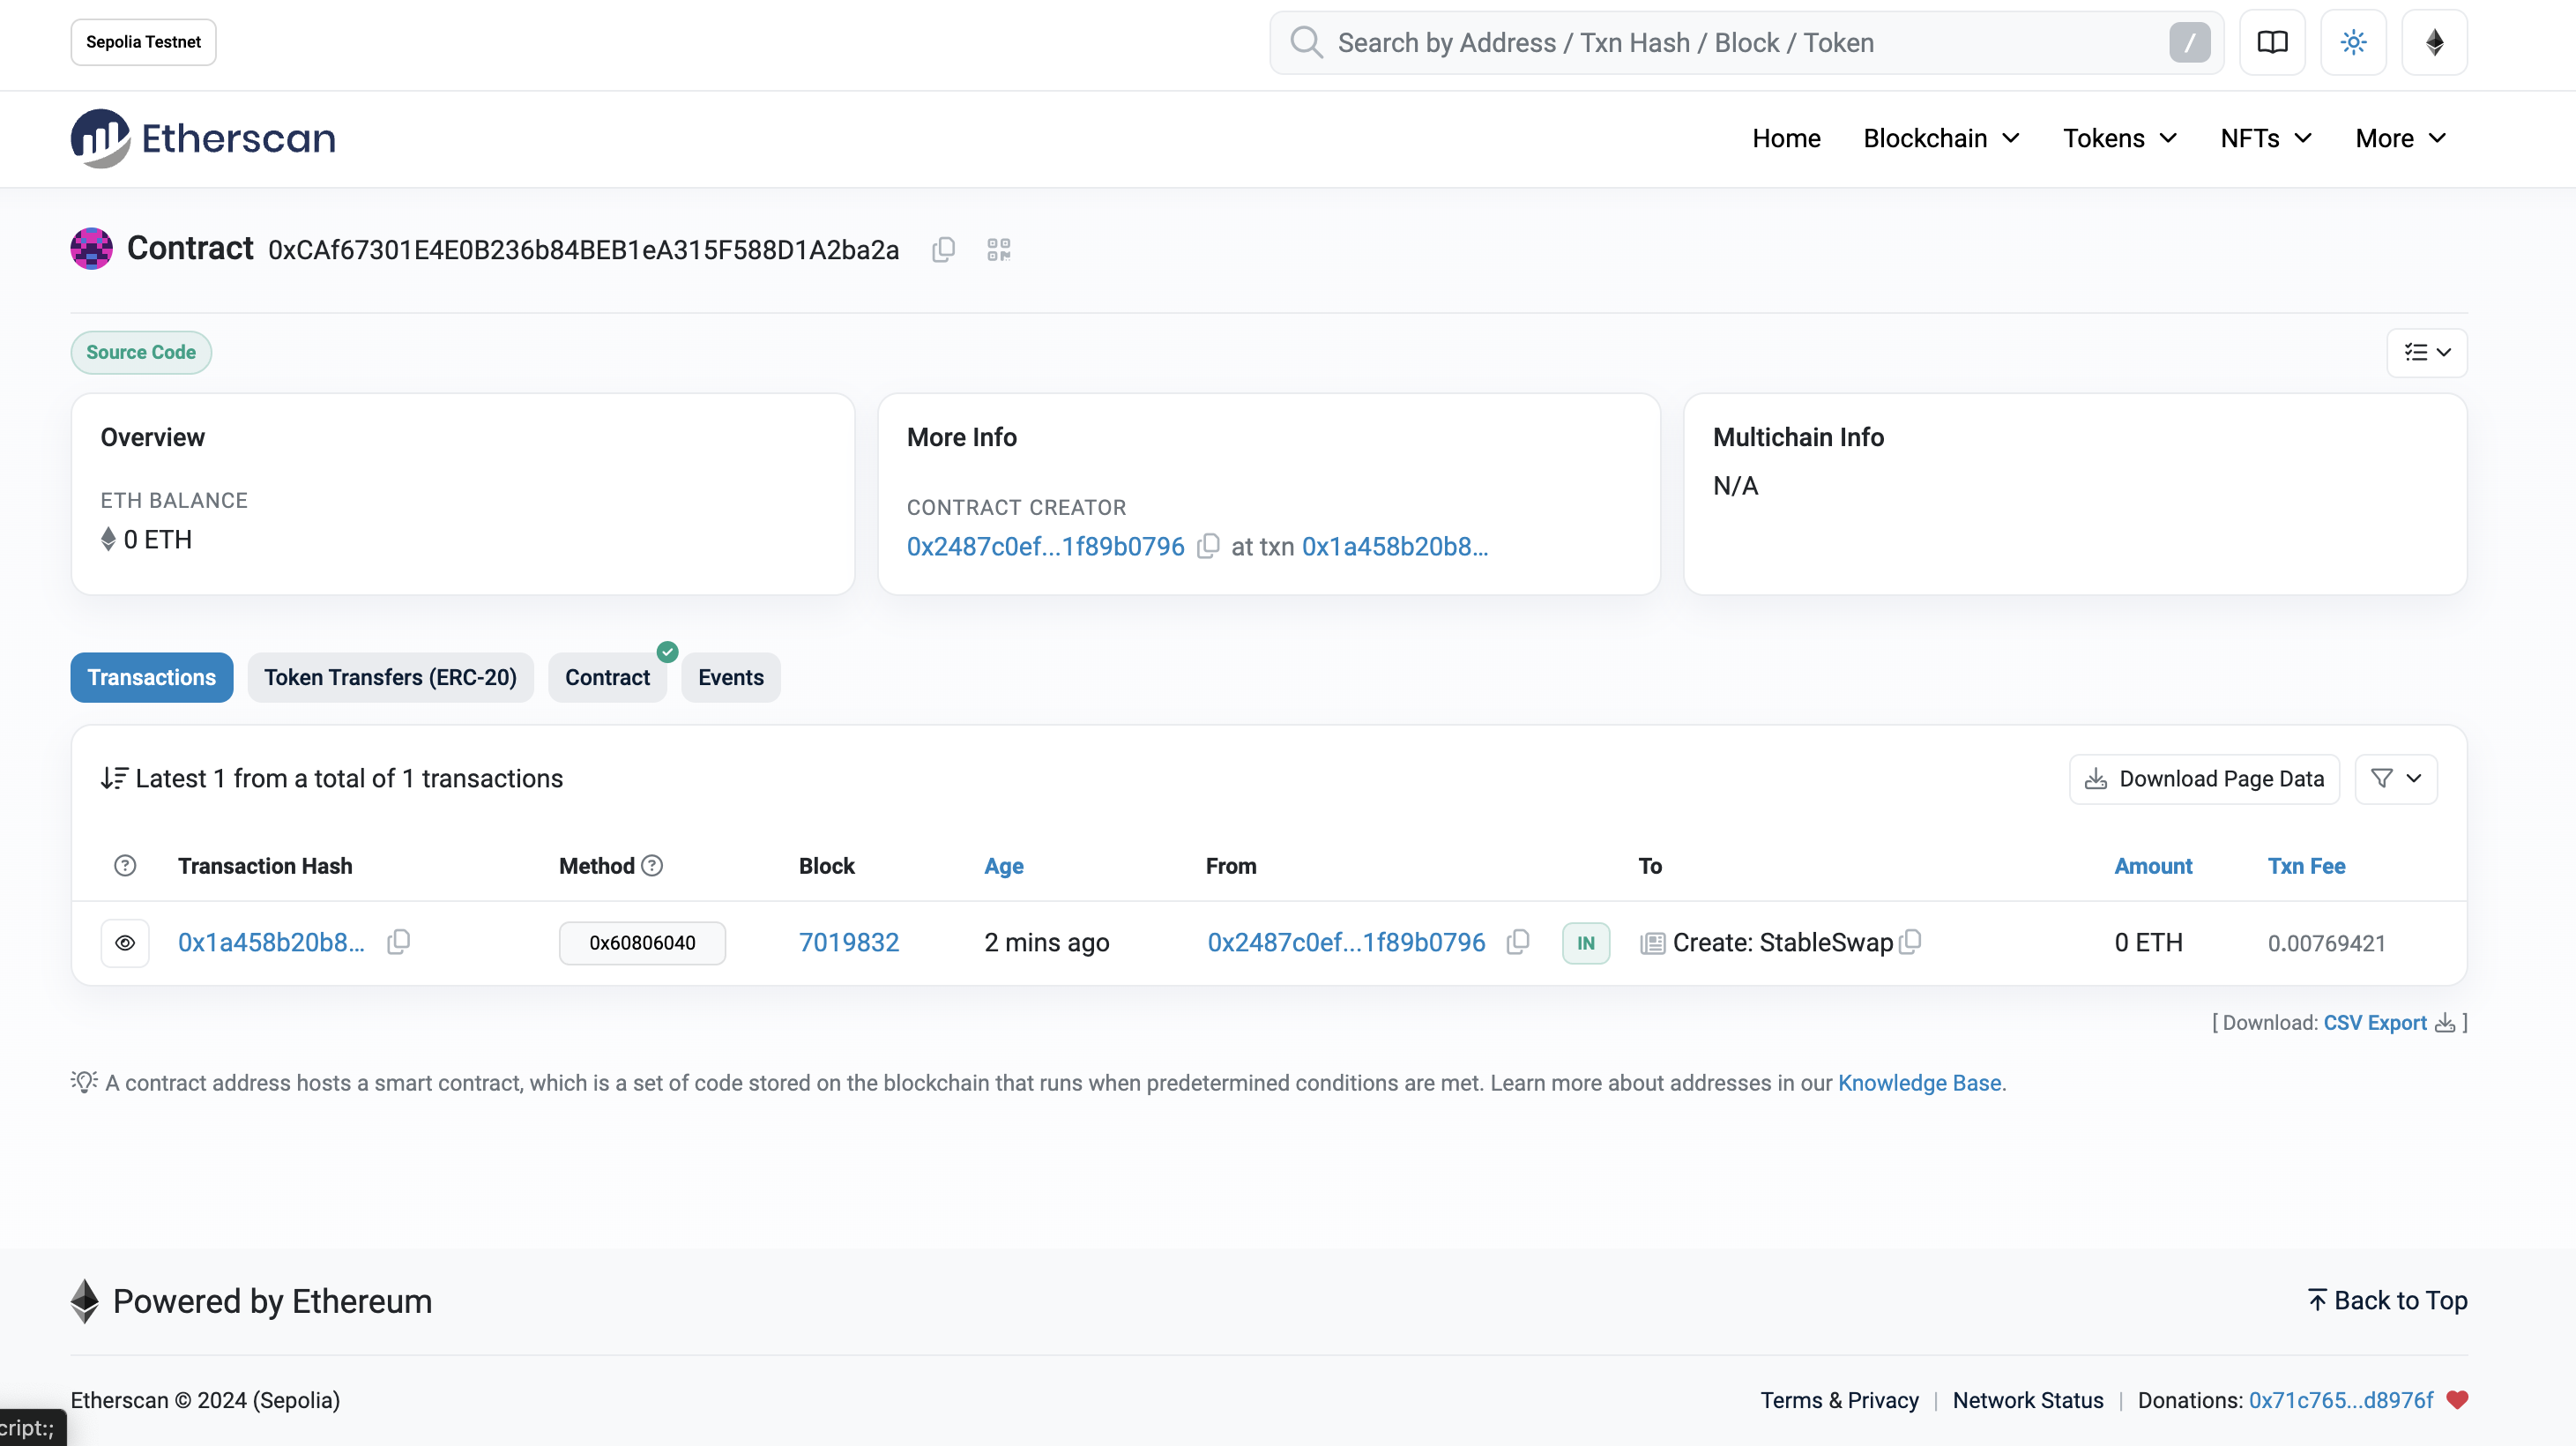 Sepolia Testnet
Search by Address / Txn Hash / Block / Token /
Etherscan
Home Blockchain Tokens NFTs More
Contract 0xCAf67301E4E0B236b84BEB1eA315F588D1A2ba2a
Source Code
Overview
ETH BALANCE
0 ETH
More Info
CONTRACT CREATOR
0x2487c0ef...1f89b0796 at txn 0x1a458b20b8...
Multichain Info
N/A
Transactions Token Transfers (ERC-20) Contract Events
Latest 1 from a total of 1 transactions
Download Page Data
Transaction Hash Method Block Age From To Amount Txn Fee
0x1a458b20b8... 0x60806040 7019832 2 mins ago 0x2487c0ef...1f89b0796 IN Create: StableSwap 0 ETH 0.00769421
[ Download: CSV Export ]
A contract address hosts a smart contract, which is a set of code stored on the blockchain that runs when predetermined conditions are met. Learn more about addresses in our Knowledge Base.
Powered by Ethereum
Back to Top
Etherscan © 2024 (Sepolia)
Terms & Privacy | Network Status | Donations: 0x71c765...d8976f
cript:;